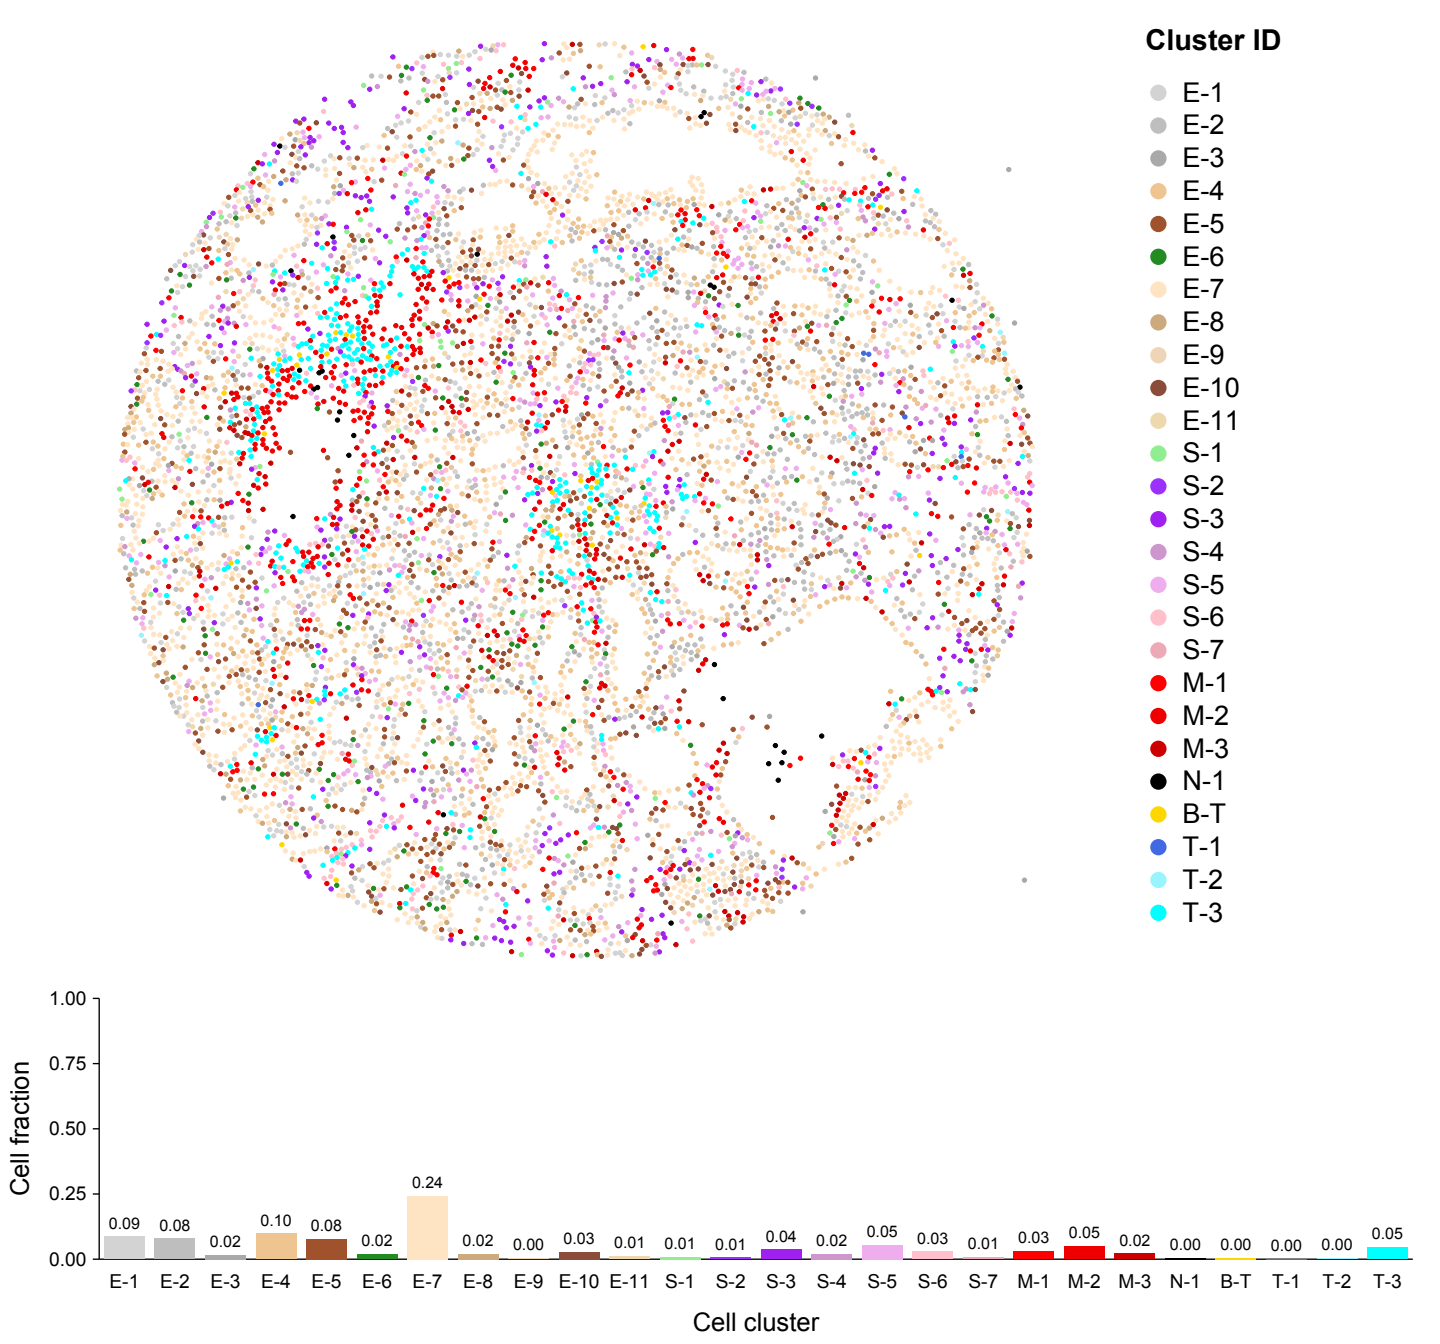 Cluster ID
E-1
E-2
E-3
E-4
E-5
E-6
E-7
E-8
E-9
E-10
E-11
S-1
S-2
S-3
S-4
S-5
S-6
S-7
M-1
M-2
M-3
N-1
B-T
T-1
T-2
T-3
1.00
0.75
0.50
0.25
0.00
Cell fraction
0.09 0.08 0.02 0.10 0.08 0.02 0.24 0.02 0.00 0.03 0.01 0.01 0.01 0.04 0.02 0.05 0.03 0.01 0.03 0.05 0.02 0.00 0.00 0.00 0.00 0.05
E-1 E-2 E-3 E-4 E-5 E-6 E-7 E-8 E-9 E-10 E-11 S-1 S-2 S-3 S-4 S-5 S-6 S-7 M-1 M-2 M-3 N-1 B-T T-1 T-2 T-3
Cell cluster